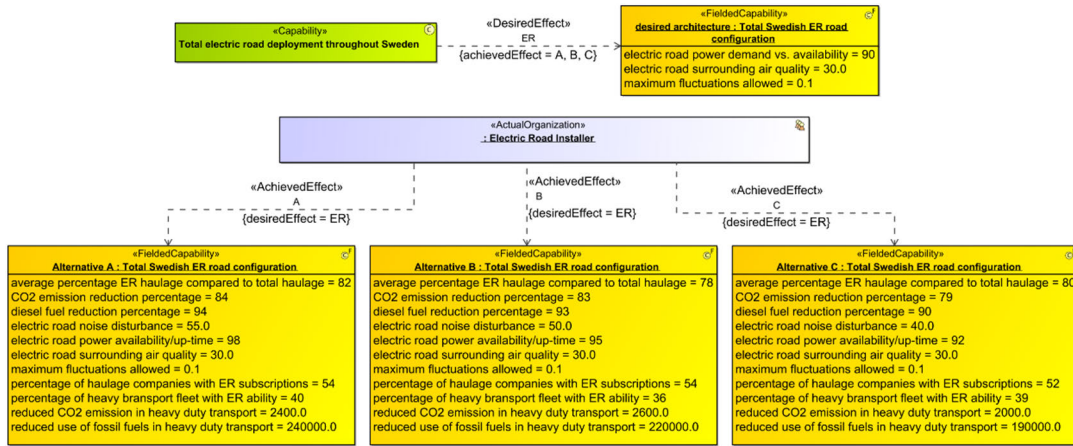 «Capability»
Total electric road deployment throughout Sweden
«DesiredEffect»
ER
{achievedEffect = A, B, C}
«FieldedCapability»
desired architecture : Total Swedish ER road
configuration
electric road power demand vs. availability = 90
electric road surrounding air quality = 30.0
maximum fluctuations allowed = 0.1
«ActualOrganization»
: Electric Road Installer
«AchievedEffect»
A
{desiredEffect = ER}
«AchievedEffect»
B
{desiredEffect = ER}
«AchievedEffect»
C
{desiredEffect = ER}
«FieldedCapability»
Alternative A : Total Swedish ER road configuration
average percentage ER haulage compared to total haulage = 82
CO2 emission reduction percentage = 84
diesel fuel reduction percentage = 94
electric road noise disturbance = 55.0
electric road power availability/up-time = 98
electric road surrounding air quality = 30.0
maximum fluctuations allowed = 0.1
percentage of haulage companies with ER subscriptions = 54
percentage of heavy bransport fleet with ER ability = 40
reduced CO2 emission in heavy duty transport = 2400.0
reduced use of fossil fuels in heavy duty transport = 240000.0
«FieldedCapability»
Alternative B : Total Swedish ER road configuration
average percentage ER haulage compared to total haulage = 78
CO2 emission reduction percentage = 83
diesel fuel reduction percentage = 93
electric road noise disturbance = 50.0
electric road power availability/up-time = 95
electric road surrounding air quality = 30.0
maximum fluctuations allowed = 0.1
percentage of haulage companies with ER subscriptions = 54
percentage of heavy bransport fleet with ER ability = 36
reduced CO2 emission in heavy duty transport = 2600.0
reduced use of fossil fuels in heavy duty transport = 220000.0
«FieldedCapability»
Alternative C : Total Swedish ER road configuration
average percentage ER haulage compared to total haulage = 80
CO2 emission reduction percentage = 79
diesel fuel reduction percentage = 90
electric road noise disturbance = 40.0
electric road power availability/up-time = 92
electric road surrounding air quality = 30.0
maximum fluctuations allowed = 0.1
percentage of haulage companies with ER subscriptions = 52
percentage of heavy bransport fleet with ER ability = 39
reduced CO2 emission in heavy duty transport = 2000.0
reduced use of fossil fuels in heavy duty transport = 190000.0